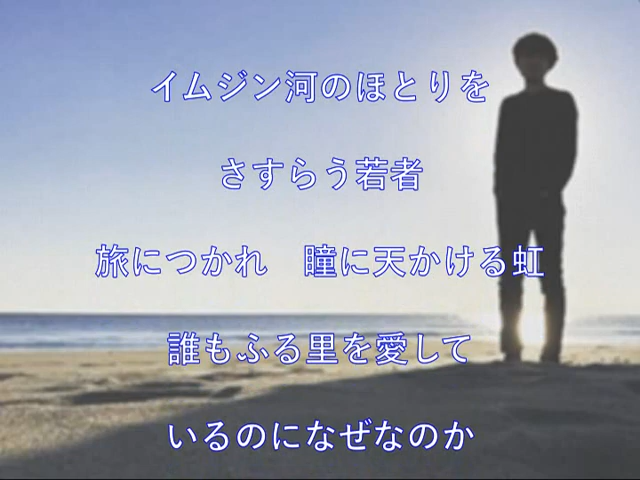 イムジン河のほとりを
さすらう若者
旅につかれ　瞳に天かける虹
誰もふる里を愛して
いるのになぜなのか